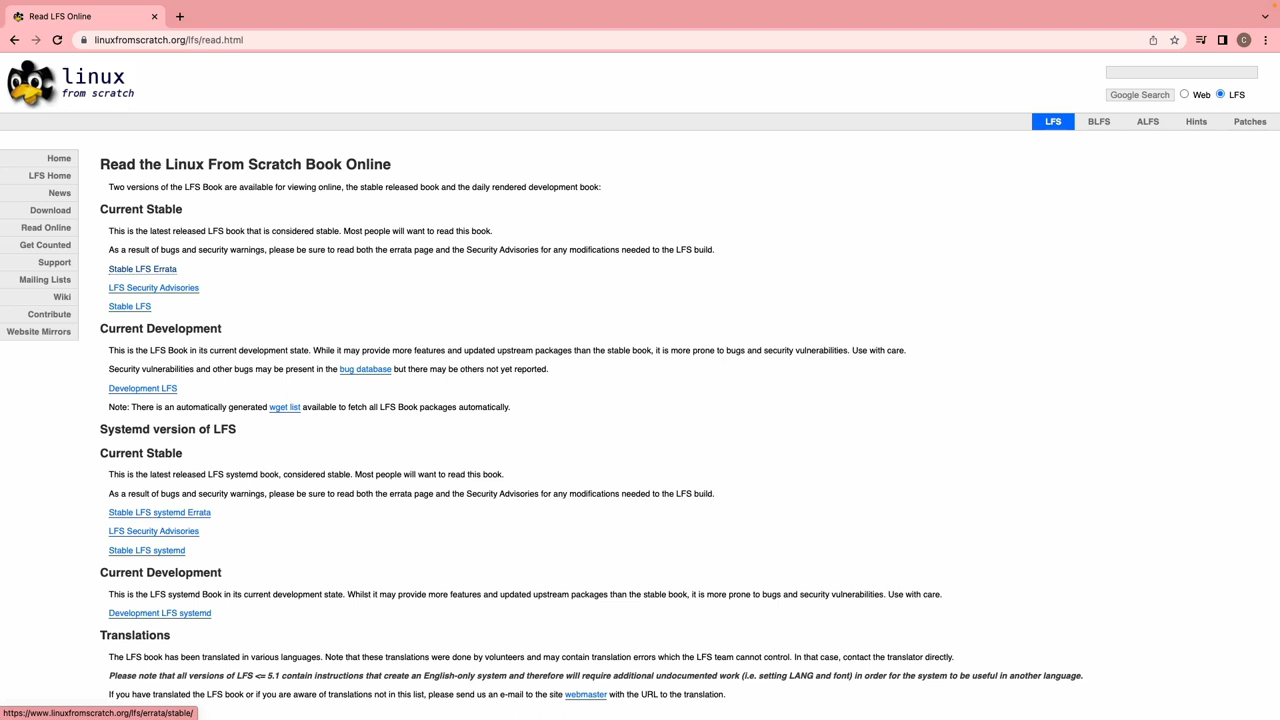 Read LFS Online
linuxfromscratch.org/lfs/read.html
C
linux
from scratch
Google Search Web LFS
LFS BLFS ALFS Hints Patches
Home
LFS Home
News
Download
Read Online
Get Counted
Support
Mailing Lists
Wiki
Contribute
Website Mirrors
Read the Linux From Scratch Book Online
Two versions of the LFS Book are available for viewing online, the stable released book and the daily rendered development book:
Current Stable
This is the latest released LFS book that is considered stable. Most people will want to read this book.
As a result of bugs and security warnings, please be sure to read both the errata page and the Security Advisories for any modifications needed to the LFS build.
Stable LFS Errata
LFS Security Advisories
Stable LFS
Current Development
This is the LFS Book in its current development state. While it may provide more features and updated upstream packages than the stable book, it is more prone to bugs and security vulnerabilities. Use with care.
Security vulnerabilities and other bugs may be present in the bug database but there may be others not yet reported.
Development LFS
Note: There is an automatically generated wget list available to fetch all LFS Book packages automatically.
Systemd version of LFS
Current Stable
This is the latest released LFS systemd book, considered stable. Most people will want to read this book.
As a result of bugs and security warnings, please be sure to read both the errata page and the Security Advisories for any modifications needed to the LFS build.
Stable LFS systemd Errata
LFS Security Advisories
Stable LFS systemd
Current Development
This is the LFS systemd Book in its current development state. Whilst it may provide more features and updated upstream packages than the stable book, it is more prone to bugs and security vulnerabilities. Use with care.
Development LFS systemd
Translations
The LFS book has been translated in various languages. Note that these translations were done by volunteers and may contain translation errors which the LFS team cannot control. In that case, contact the translator directly.
Please note that all versions of LFS <= 5.1 contain instructions that create an English-only system and therefore will require additional undocumented work (i.e. setting LANG and font) in order for the system to be useful in another language.
If you have translated the LFS book or if you are aware of translations not in this list, please send us an e-mail to the site webmaster with the URL to the translation.
https://www.linuxfromscratch.org/lfs/errata/stable/